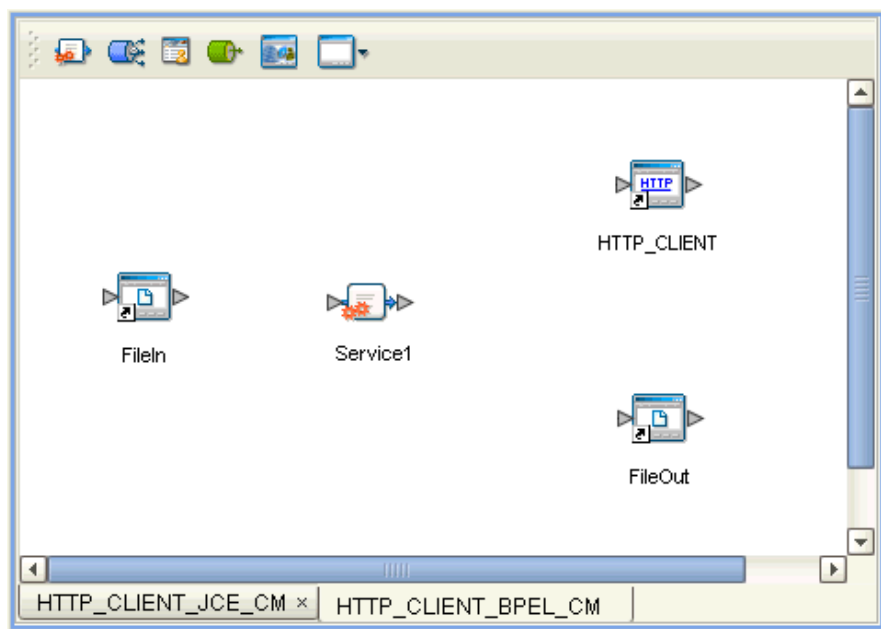 HTTP
HTTP_CLIENT
FileIn
Service1
FileOut
HTTP_CLIENT_JCE_CM ×
HTTP_CLIENT_BPEL_CM